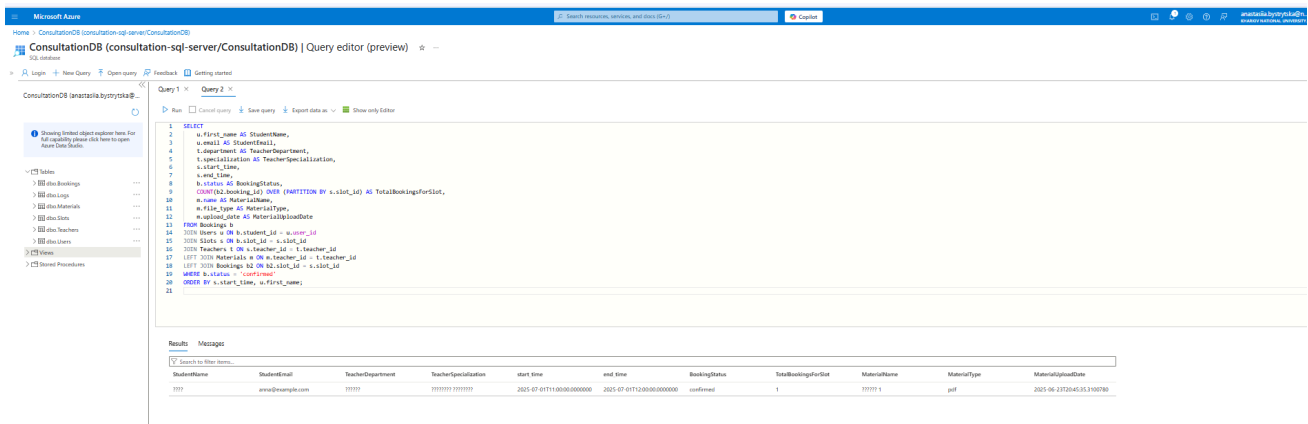 Microsoft Azure
Search resources, services, and docs (G+/)
Copilot
anastasiia.bystrytska@n...
KHARKIV NATIONAL UNIVERSITY
Home > ConsultationDB (consultation-sql-server/ConsultationDB)
ConsultationDB (consultation-sql-server/ConsultationDB) | Query editor (preview)
SQL database
Login New Query Open query Feedback Getting started
ConsultationDB (anastasiia.bystrytska@...
Showing limited object explorer here. For
full capability please click here to open
Azure Data Studio.
Tables
dbo.Bookings
dbo.Logs
dbo.Materials
dbo.Slots
dbo.Teachers
dbo.Users
Views
Stored Procedures
Query 1 × Query 2 ×
Run Cancel query Save query Export data as Show only Editor
1 SELECT
2 u.first_name AS StudentName,
3 u.email AS StudentEmail,
4 t.department AS TeacherDepartment,
5 t.specialization AS TeacherSpecialization,
6 s.start_time,
7 s.end_time,
8 b.status AS BookingStatus,
9 COUNT(b2.booking_id) OVER (PARTITION BY s.slot_id) AS TotalBookingsForSlot,
10 m.name AS MaterialName,
11 m.file_type AS MaterialType,
12 m.upload_date AS MaterialUploadDate
13 FROM Bookings b
14 JOIN Users u ON b.student_id = u.user_id
15 JOIN Slots s ON b.slot_id = s.slot_id
16 JOIN Teachers t ON s.teacher_id = t.teacher_id
17 LEFT JOIN Materials m ON m.teacher_id = t.teacher_id
18 LEFT JOIN Bookings b2 ON b2.slot_id = s.slot_id
19 WHERE b.status = 'confirmed'
20 ORDER BY s.start_time, u.first_name;
21
Results Messages
Search to filter items...
StudentName StudentEmail TeacherDepartment TeacherSpecialization start_time end_time BookingStatus TotalBookingsForSlot MaterialName MaterialType MaterialUploadDate
???? anna@example.com ?????? ???????? ???????? 2025-07-01T11:00:00.0000000 2025-07-01T12:00:00.0000000 confirmed 1 ?????? 1 pdf 2025-06-23T20:45:35.3100780